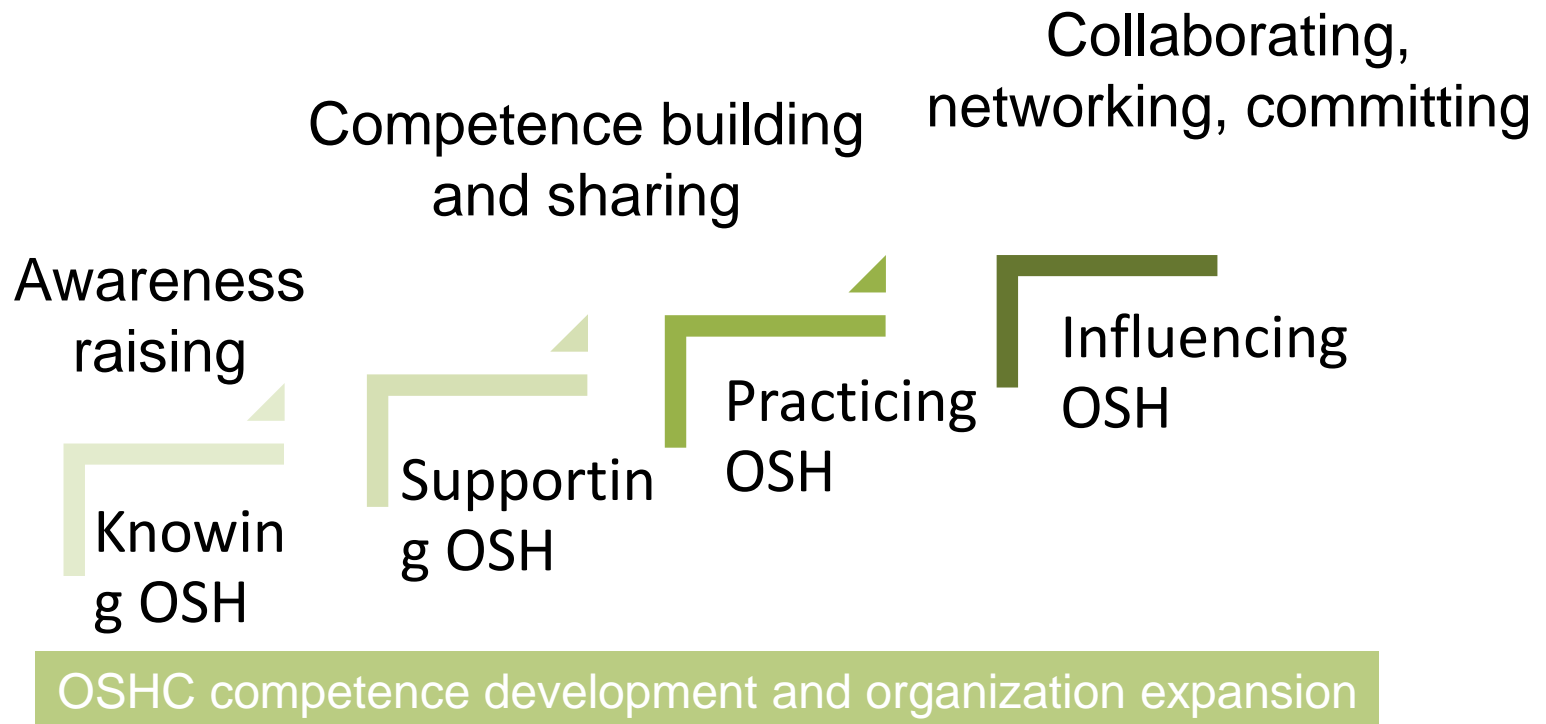 Collaborating,
networking, committing
Competence building
and sharing
Awareness
raising
Influencing
OSH
Practicing
OSH
Supportin
g OSH
Knowin
g OSH
OSHC competence development and organization expansion